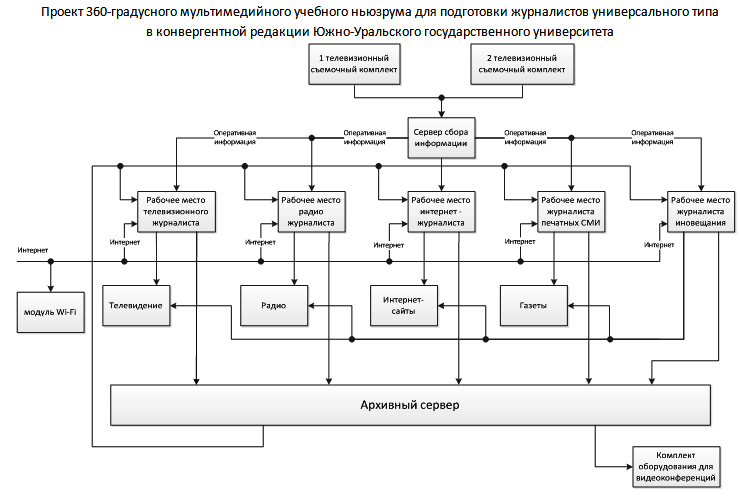 Проект 360-градусного мультимедийного учебного ньюзрума для подготовки журналистов универсального типа
в конвергентной редакции Южно-Уральского государственного университета
1 телевизионный
съемочный комплект
2 телевизионный
съемочный комплект
Сервер сбора
информации
Оперативная
информация
Оперативная
информация
Оперативная
информация
Оперативная
информация
Рабочее место
телевизионного
журналиста
Рабочее место
радио
журналиста
Рабочее место
интернет -
журналиста
Рабочее место
журналиста
печатных СМИ
Рабочее место
журналиста
иновещания
Интернет
Интернет
Интернет
Интернет
Интернет
Интернет
модуль Wi-Fi
Телевидение
Радио
Интернет-
сайты
Газеты
Архивный сервер
Комплект
оборудования для
видеоконференций